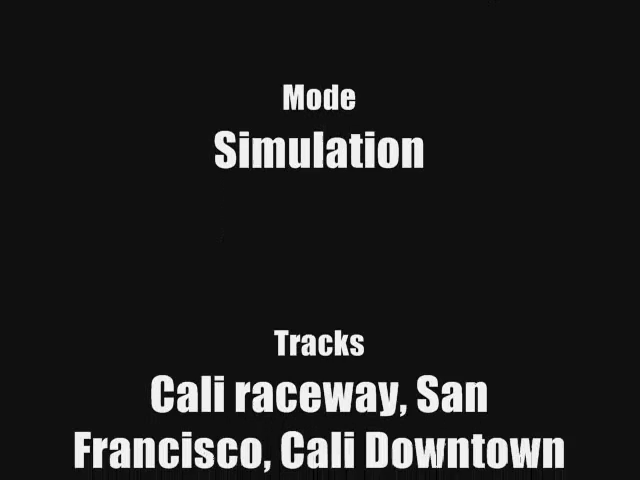 Mode
Simulation
Tracks
Cali raceway, San
Francisco, Cali Downtown